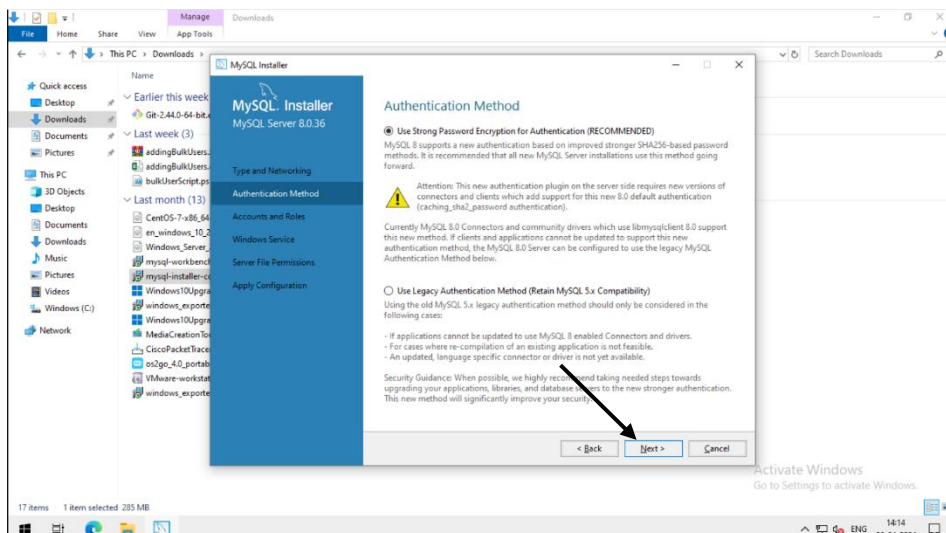 Manage
Downloads
File
Home
Share
View
App Tools
This PC
Downloads
Search Downloads
Quick access
Desktop
Downloads
Documents
Pictures
This PC
3D Objects
Desktop
Documents
Downloads
Music
Pictures
Videos
Windows (C:)
Network
Name
Earlier this week
Git-2.44.0-64-bit.
Last week (3)
addingBulkUsers.
addingBulkUsers.
bulkUserScript.ps
Last month (13)
CentOS-7-x86_64
en_windows_10_2
Windows_Server_
mysql-workbench
mysql-installer-co
Windows10Upgra
windows_exporte
Windows10Upgra
MediaCreationToo
CiscoPacketTrace
os2go_4.0_portab
VMware-workstat
windows_exporte
MySQL Installer
MySQL. Installer
MySQL Server 8.0.36
Type and Networking
Authentication Method
Accounts and Roles
Windows Service
Server File Permissions
Apply Configuration
Authentication Method
Use Strong Password Encryption for Authentication (RECOMMENDED)
MySQL 8 supports a new authentication based on improved stronger SHA256-based password
methods. It is recommended that all new MySQL Server installations use this method going
forward.
Attention: This new authentication plugin on the server side requires new versions of
connectors and clients which add support for this new 8.0 default authentication
(caching_sha2_password authentication).
Currently MySQL 8.0 Connectors and community drivers which use libmysqlclient 8.0 support
this new method. If clients and applications cannot be updated to support this new
authentication method, the MySQL 8.0 Server can be configured to use the legacy MySQL
Authentication Method below.
Use Legacy Authentication Method (Retain MySQL 5.x Compatibility)
Using the old MySQL 5.x legacy authentication method should only be considered in the
following cases:
- If applications cannot be updated to use MySQL 8 enabled Connectors and drivers.
- For cases where re-compilation of an existing application is not feasible.
- An updated, language specific connector or driver is not yet available.
Security Guidance: When possible, we highly recommend taking needed steps towards
upgrading your applications, libraries, and database servers to the new stronger authentication.
This new method will significantly improve your security.
< Back
Next >
Cancel
Activate Windows
Go to Settings to activate Windows.
17 items
1 item selected 285 MB
ENG
14:14